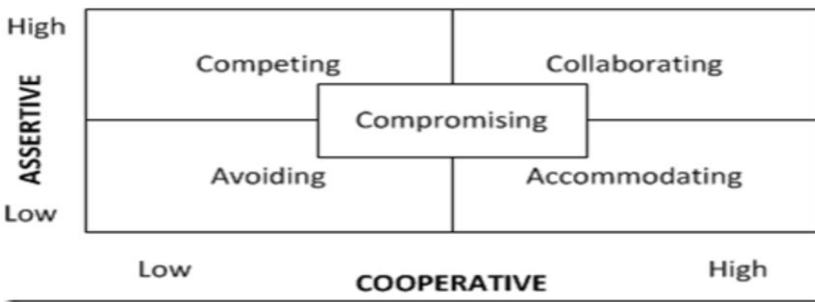 High
Competing
Collaborating
ASSERTIVE
Compromising
Avoiding
Accommodating
Low
Low
High
COOPERATIVE